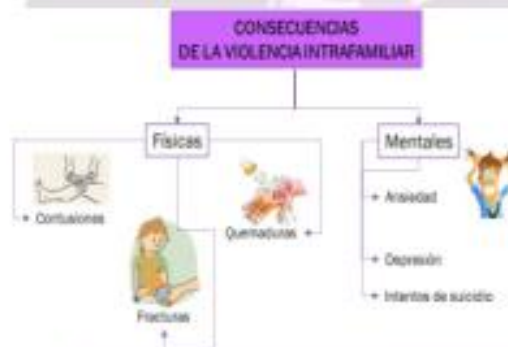 CONSECUENCIAS
DE LA VIOLENCIA INTRAFAMILIAR
Físicas
Mentales
Contusiones
Quemaduras
Fracturas
Ansiedad
Depresión
Intentos de suicidio